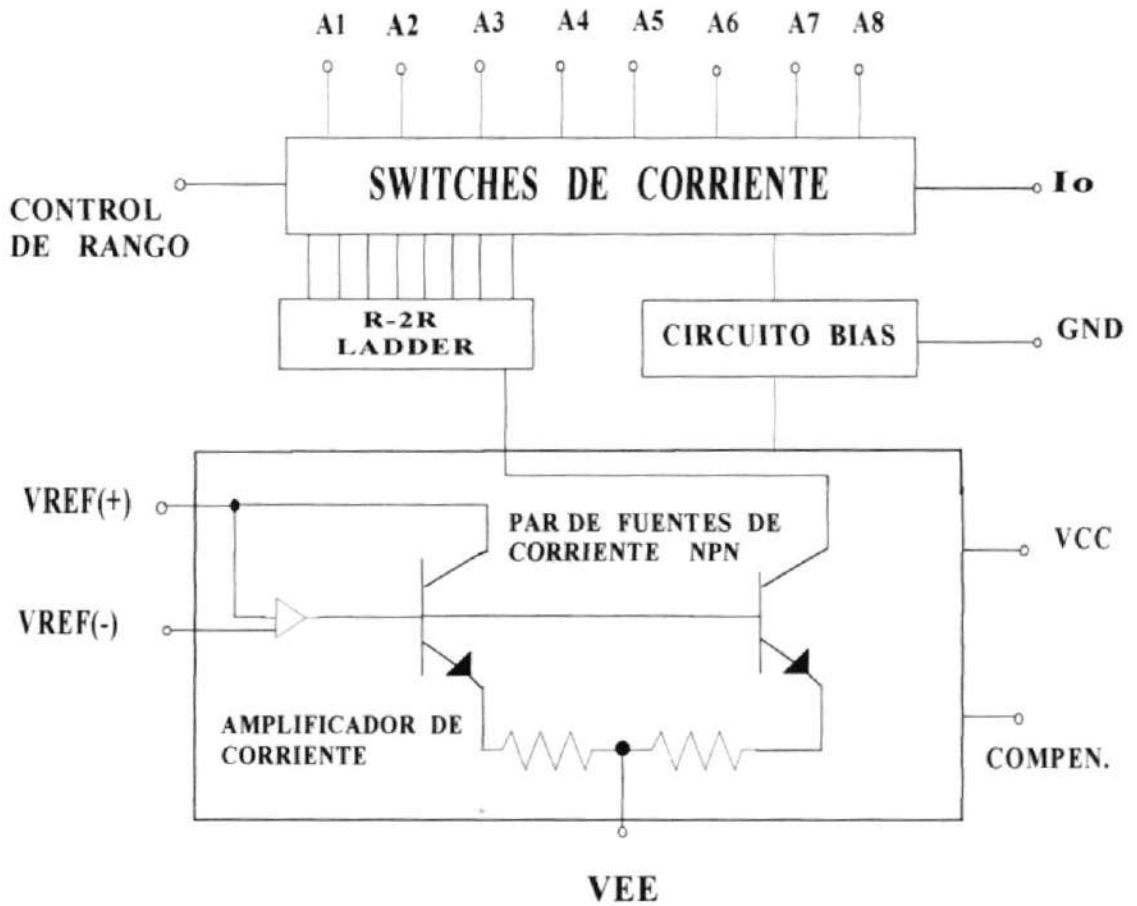 A1 A2 A3 A4 A5 A6 A7 A8
SWITCHES DE CORRIENTE
CONTROL
DE RANGO
Io
R-2R
LADDER
CIRCUITO BIAS
GND
VREF(+)
PAR DE FUENTES DE
CORRIENTE NPN
VCC
VREF(-)
AMPLIFICADOR DE
CORRIENTE
COMPEN.
VEE